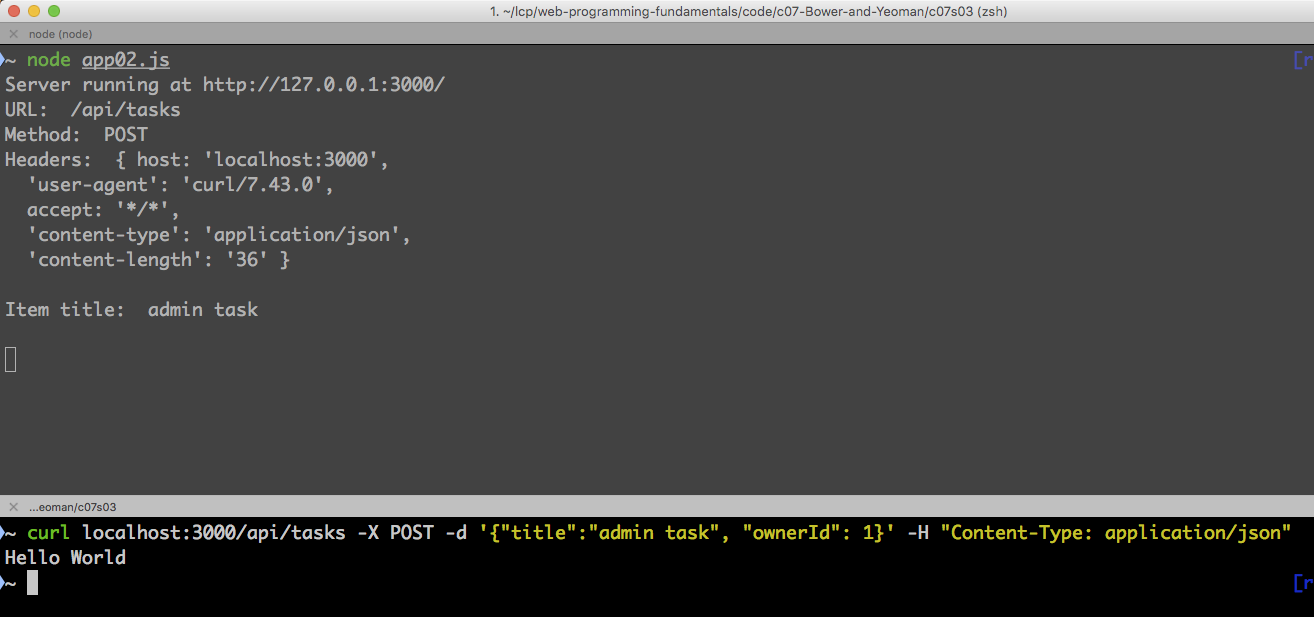 1. ~/lcp/web-programming-fundamentals/code/c07-Bower-and-Yeoman/c07s03 (zsh)
node (node)
~ node app02.js [r
Server running at http://127.0.0.1:3000/
URL:  /api/tasks
Method:  POST
Headers:  { host: 'localhost:3000',
  'user-agent': 'curl/7.43.0',
  accept: '*/*',
  'content-type': 'application/json',
  'content-length': '36' }
Item title:  admin task
...eoman/c07s03
~ curl localhost:3000/api/tasks -X POST -d '{"title":"admin task", "ownerId": 1}' -H "Content-Type: application/json"
Hello World
~ [r